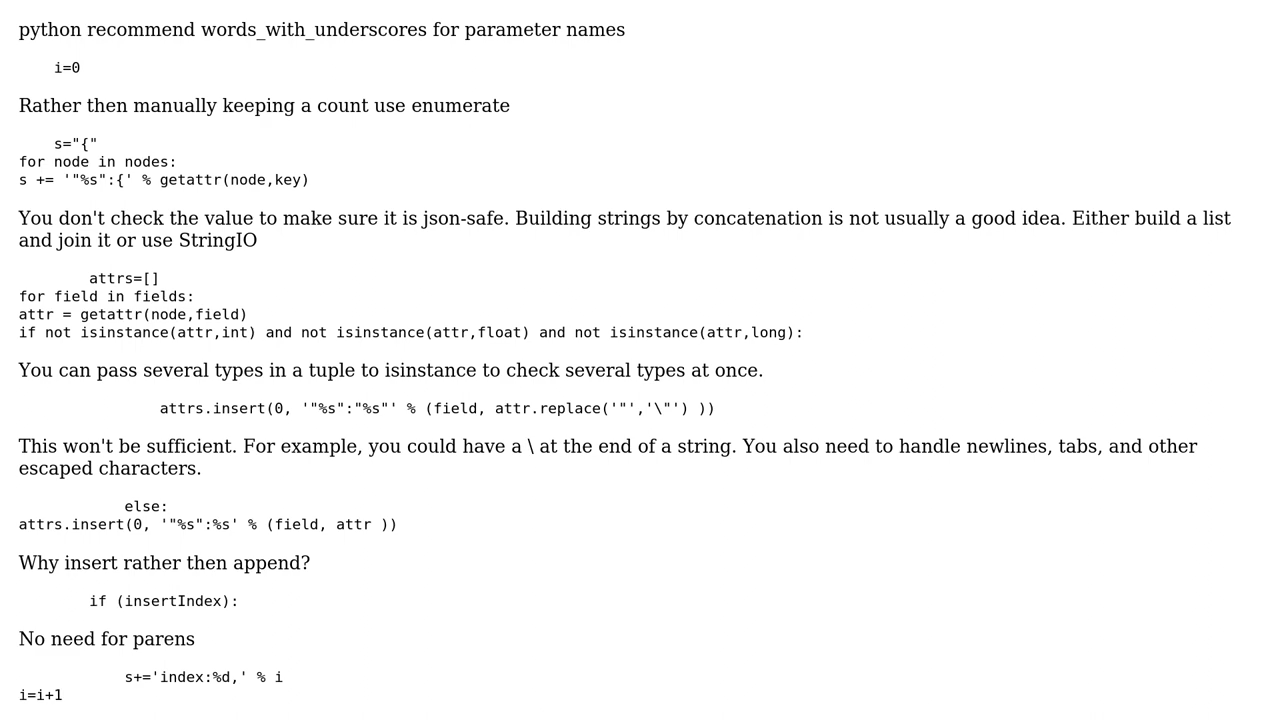 python recommend words_with_underscores for parameter names
    i=0
Rather then manually keeping a count use enumerate
    s="{"
for node in nodes:
s += '"%s":{' % getattr(node,key)
You don't check the value to make sure it is json-safe. Building strings by concatenation is not usually a good idea. Either build a list
and join it or use StringIO
        attrs=[]
for field in fields:
attr = getattr(node,field)
if not isinstance(attr,int) and not isinstance(attr,float) and not isinstance(attr,long):
You can pass several types in a tuple to isinstance to check several types at once.
                attrs.insert(0, '"%s":"%s"' % (field, attr.replace('"','\"') ))
This won't be sufficient. For example, you could have a \ at the end of a string. You also need to handle newlines, tabs, and other
escaped characters.
            else:
attrs.insert(0, '"%s":%s' % (field, attr ))
Why insert rather then append?
        if (insertIndex):
No need for parens
            s+='index:%d,' % i
i=i+1